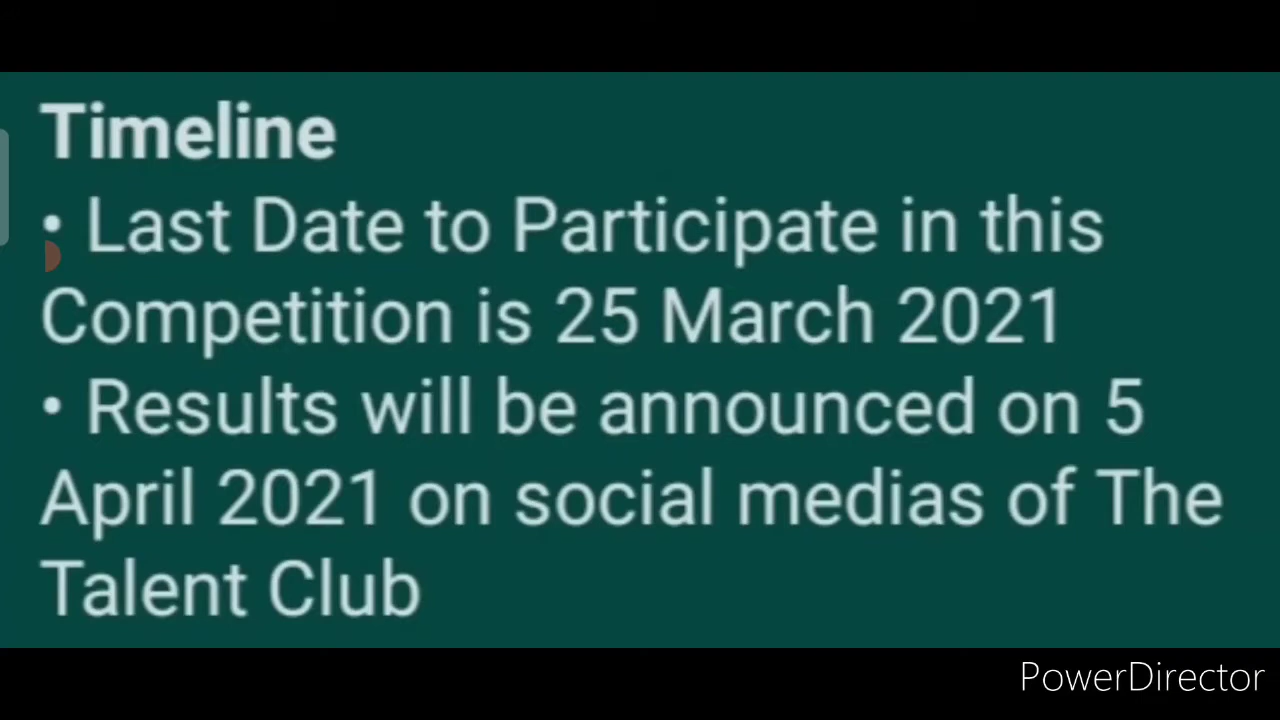 Timeline
• Last Date to Participate in this
Competition is 25 March 2021
• Results will be announced on 5
April 2021 on social medias of The
Talent Club
PowerDirector